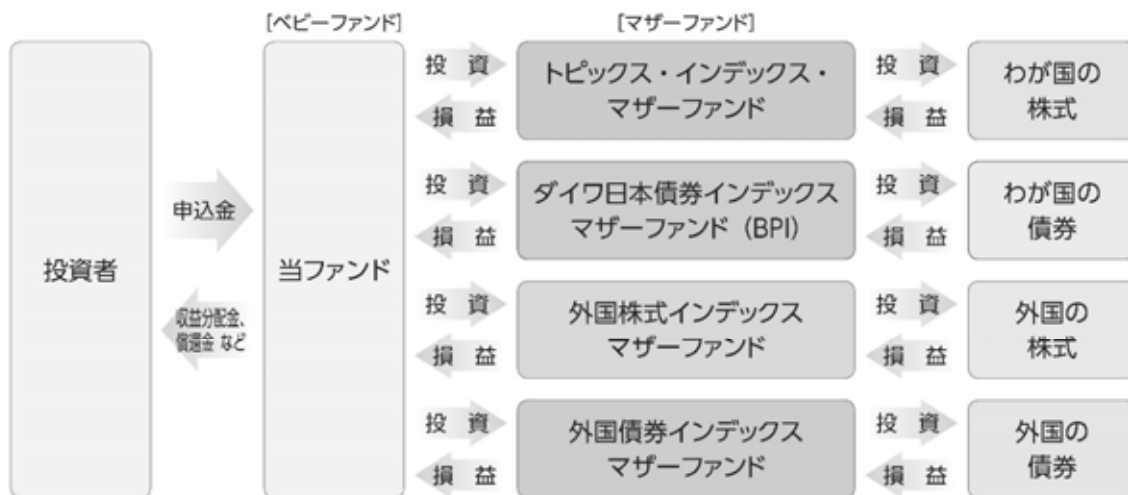 [ベビーファンド]
[マザーファンド]
投資者
申込金
収益分配金、
償還金 など
当ファンド
投 資
損 益
トピックス・インデックス・
マザーファンド
投 資
損 益
わが国の
株式
投 資
損 益
ダイワ日本債券インデックス
マザーファンド（BPI）
投 資
損 益
わが国の
債券
投 資
損 益
外国株式インデックス
マザーファンド
投 資
損 益
外国の
株式
投 資
損 益
外国債券インデックス
マザーファンド
投 資
損 益
外国の
債券